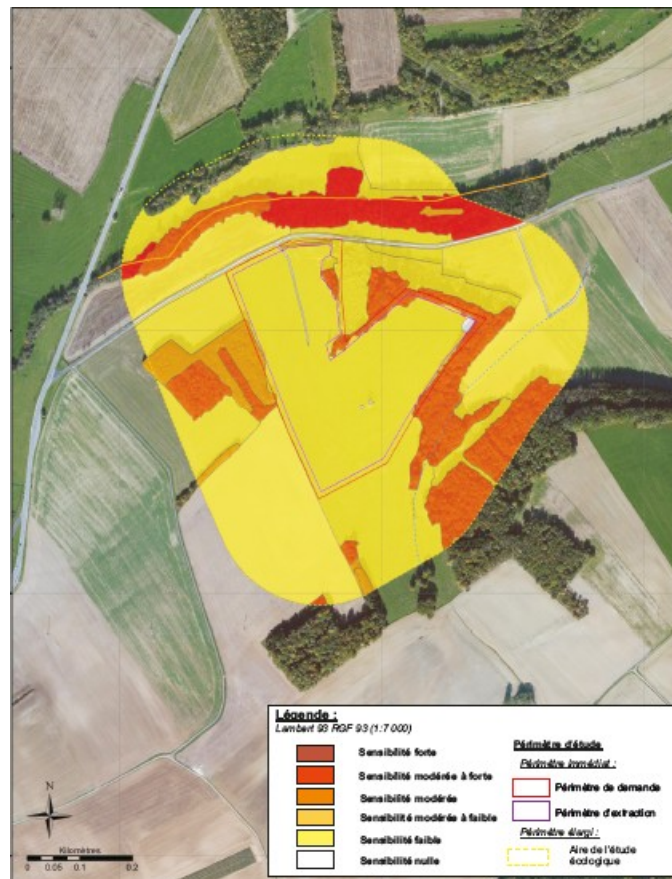 Légende :
Lambert 93 RGF 93 (1:7 000)
Sensibilité forte
Sensibilité modérée à forte
Sensibilité modérée
Sensibilité modérée à faible
Sensibilité faible
Sensibilité nulle
Périmètre d'étude
Périmètre immédiat :
Périmètre de demande
Périmètre d'extraction
Périmètre élargi :
Aire de l'étude
écologique
N
Kilomètres
0 0.05 0.1 0.2